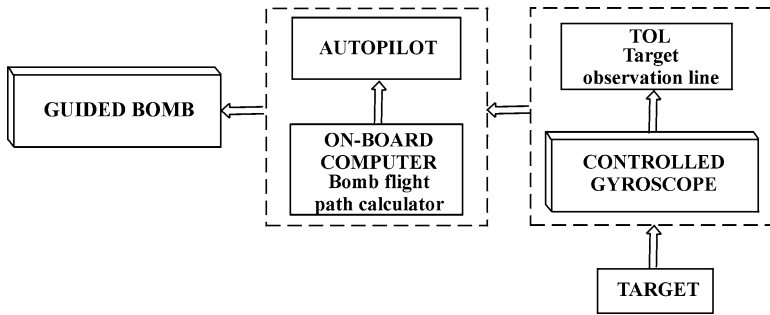 GUIDED BOMB
AUTOPILOT
ON-BOARD
COMPUTER
Bomb flight
path calculator
TOL
Target
observation line
CONTROLLED
GYROSCOPE
TARGET